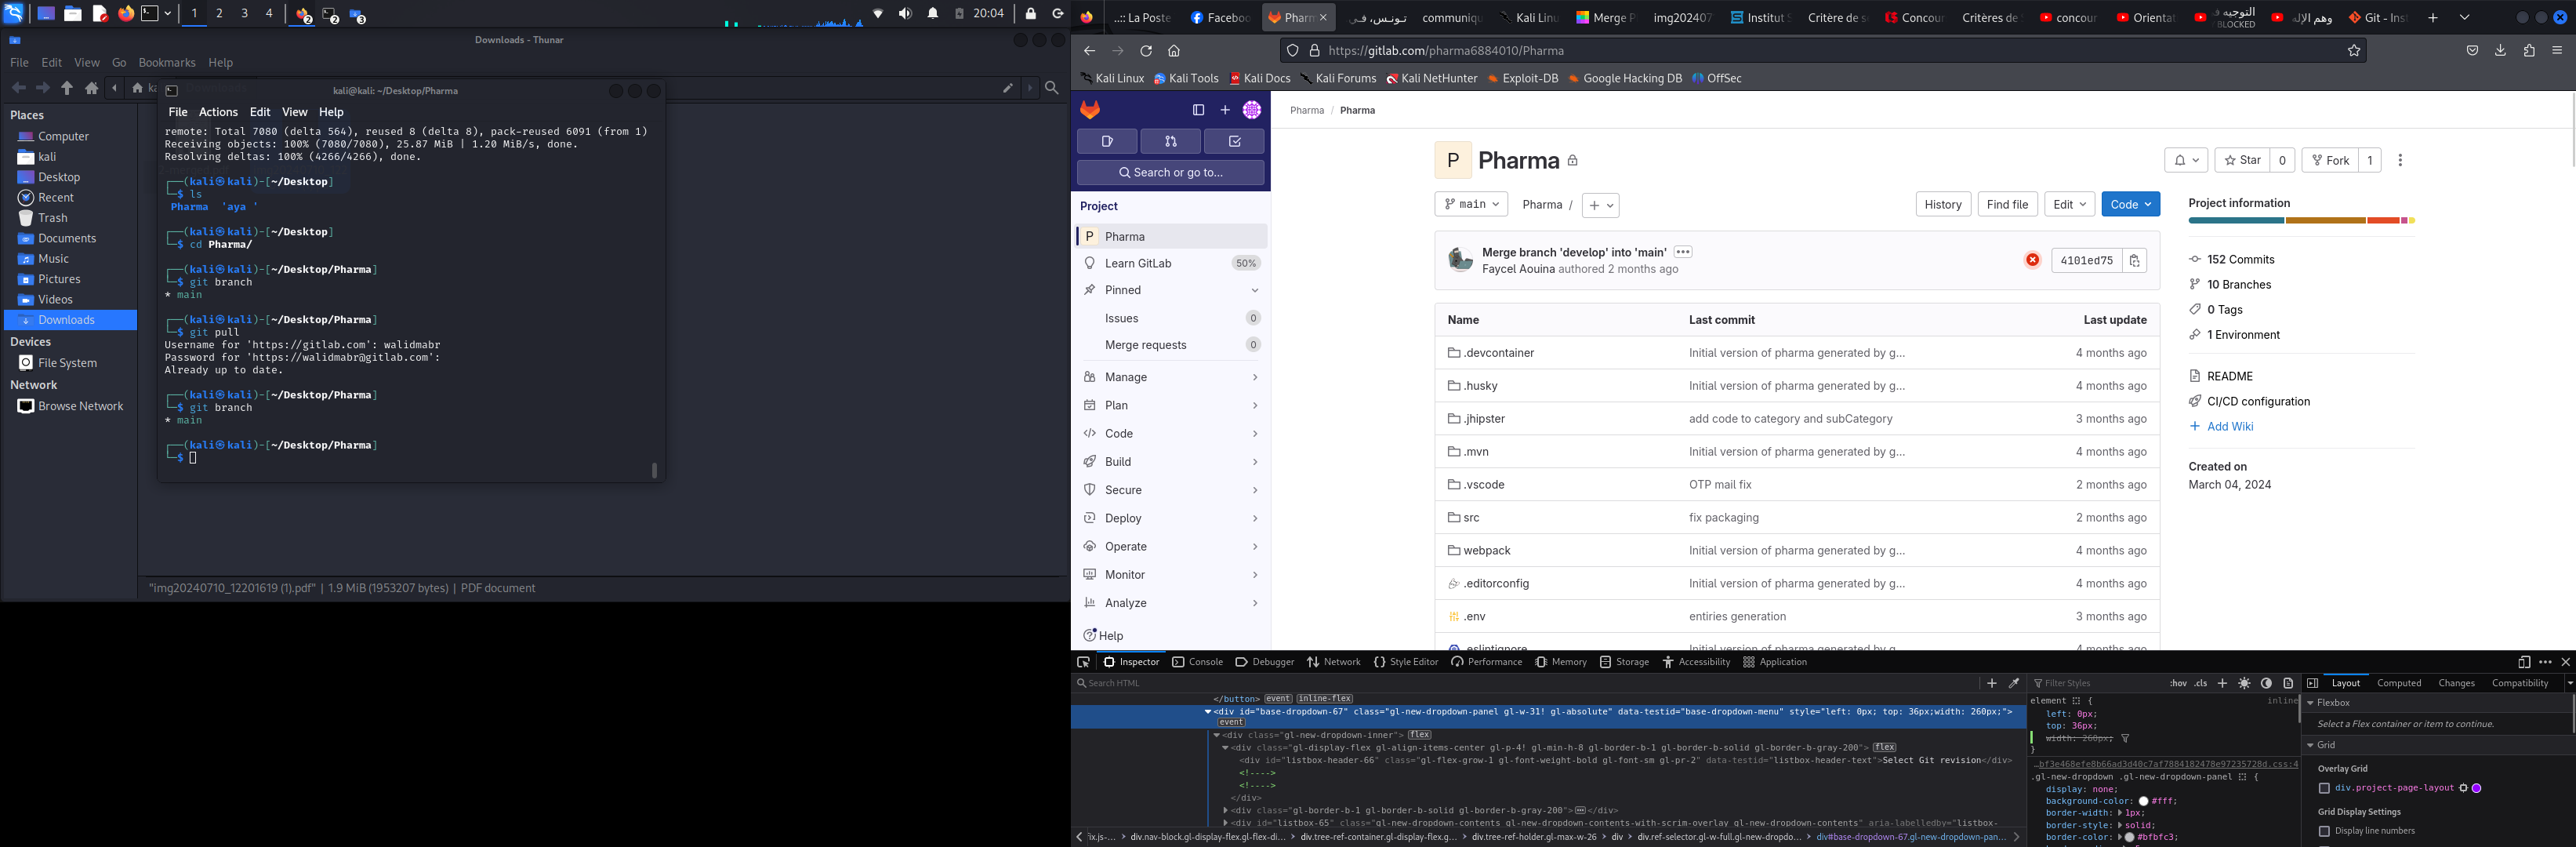 1 2 3 4
20:04
Downloads - Thunar
File Edit View Go Bookmarks Help
Places
Computer
kali
Desktop
Recent
Trash
Documents
Music
Pictures
Videos
Downloads
Devices
File System
Network
Browse Network
"img20240710_12201619 (1).pdf" | 1.9 MiB (1953207 bytes) | PDF document
kali@kali: ~/Desktop/Pharma
File Actions Edit View Help
remote: Total 7080 (delta 564), reused 8 (delta 8), pack-reused 6091 (from 1)
Receiving objects: 100% (7080/7080), 25.87 MiB | 1.20 MiB/s, done.
Resolving deltas: 100% (4266/4266), done.
┌──(kali㉿kali)-[~/Desktop]
└─$ ls
Pharma 'aya '
┌──(kali㉿kali)-[~/Desktop]
└─$ cd Pharma/
┌──(kali㉿kali)-[~/Desktop/Pharma]
└─$ git branch
* main
┌──(kali㉿kali)-[~/Desktop/Pharma]
└─$ git pull
Username for 'https://gitlab.com': walidmabr
Password for 'https://walidmabr@gitlab.com':
Already up to date.
┌──(kali㉿kali)-[~/Desktop/Pharma]
└─$ git branch
* main
┌──(kali㉿kali)-[~/Desktop/Pharma]
└─$
..:: La Poste Faceboo Pharm تونس، في communiqu Kali Linu Merge img202407 Institut S Critère de s Concour Critères de concour Orientat التوجيه BLOCKED وهم الإله Git - Inst
https://gitlab.com/pharma6884010/Pharma
Kali Linux Kali Tools Kali Docs Kali Forums Kali NetHunter Exploit-DB Google Hacking DB OffSec
Search or go to...
Project
P Pharma
Learn GitLab 50%
Pinned
Issues 0
Merge requests 0
Manage
Plan
Code
Build
Secure
Deploy
Operate
Monitor
Analyze
Help
Pharma / Pharma
P Pharma
Star 0 Fork 1
main Pharma / History Find file Edit Code
Merge branch 'develop' into 'main'
Faycel Aouina authored 2 months ago
4101ed75
Name Last commit Last update
.devcontainer Initial version of pharma generated by g... 4 months ago
.husky Initial version of pharma generated by g... 4 months ago
.jhipster add code to category and subCategory 3 months ago
.mvn Initial version of pharma generated by g... 4 months ago
.vscode OTP mail fix 2 months ago
src fix packaging 2 months ago
webpack Initial version of pharma generated by g... 4 months ago
.editorconfig Initial version of pharma generated by g... 4 months ago
.env entiries generation 3 months ago
.eslintignore Initial version of pharma generated by g... 4 months ago
Project information
152 Commits
10 Branches
0 Tags
1 Environment
README
CI/CD configuration
Add Wiki
Created on
March 04, 2024
Inspector Console Debugger Network Style Editor Performance Memory Storage Accessibility Application
Search HTML
</button> event inline-flex
<div id="base-dropdown-67" class="gl-new-dropdown-panel gl-w-31! gl-absolute" data-testid="base-dropdown-menu" style="left: 0px; top: 36px;width: 260px;">
event
<div class="gl-new-dropdown-inner"> flex
<div class="gl-display-flex gl-align-items-center gl-p-4! gl-min-h-8 gl-border-b-1 gl-border-b-solid gl-border-b-gray-200"> flex
<div id="listbox-header-66" class="gl-flex-grow-1 gl-font-weight-bold gl-font-sm gl-pr-2" data-testid="listbox-header-text">Select Git revision</div>
<!---->
<!---->
</div>
<div class="gl-border-b-1 gl-border-b-solid gl-border-b-gray-200"></div>
<div id="listbox-65" class="gl-new-dropdown-contents gl-new-dropdown-contents-with-scrim-overlay gl-new-dropdown-contents" aria-labelledby="listbox-
ix.js-... div.nav-block.gl-display-flex.gl-flex-di... div.tree-ref-container.gl-display-flex.g... div.tree-ref-holder.gl-max-w-26 div div.ref-selector.gl-w-full.gl-new-dropdo... div#base-dropdown-67.gl-new-dropdown-pan...
Filter Styles :hov .cls
element { inline
left: 0px;
top: 36px;
width: 260px;
}
.gl-new-dropdown .gl-new-dropdown-panel {
display: none;
background-color: #fff;
border-width: 1px;
border-style: solid;
border-color: #bfbfc3;
Layout Computed Changes Compatibility
Flexbox
Select a Flex container or item to continue.
Grid
Overlay Grid
div.project-page-layout
Grid Display Settings
Display line numbers